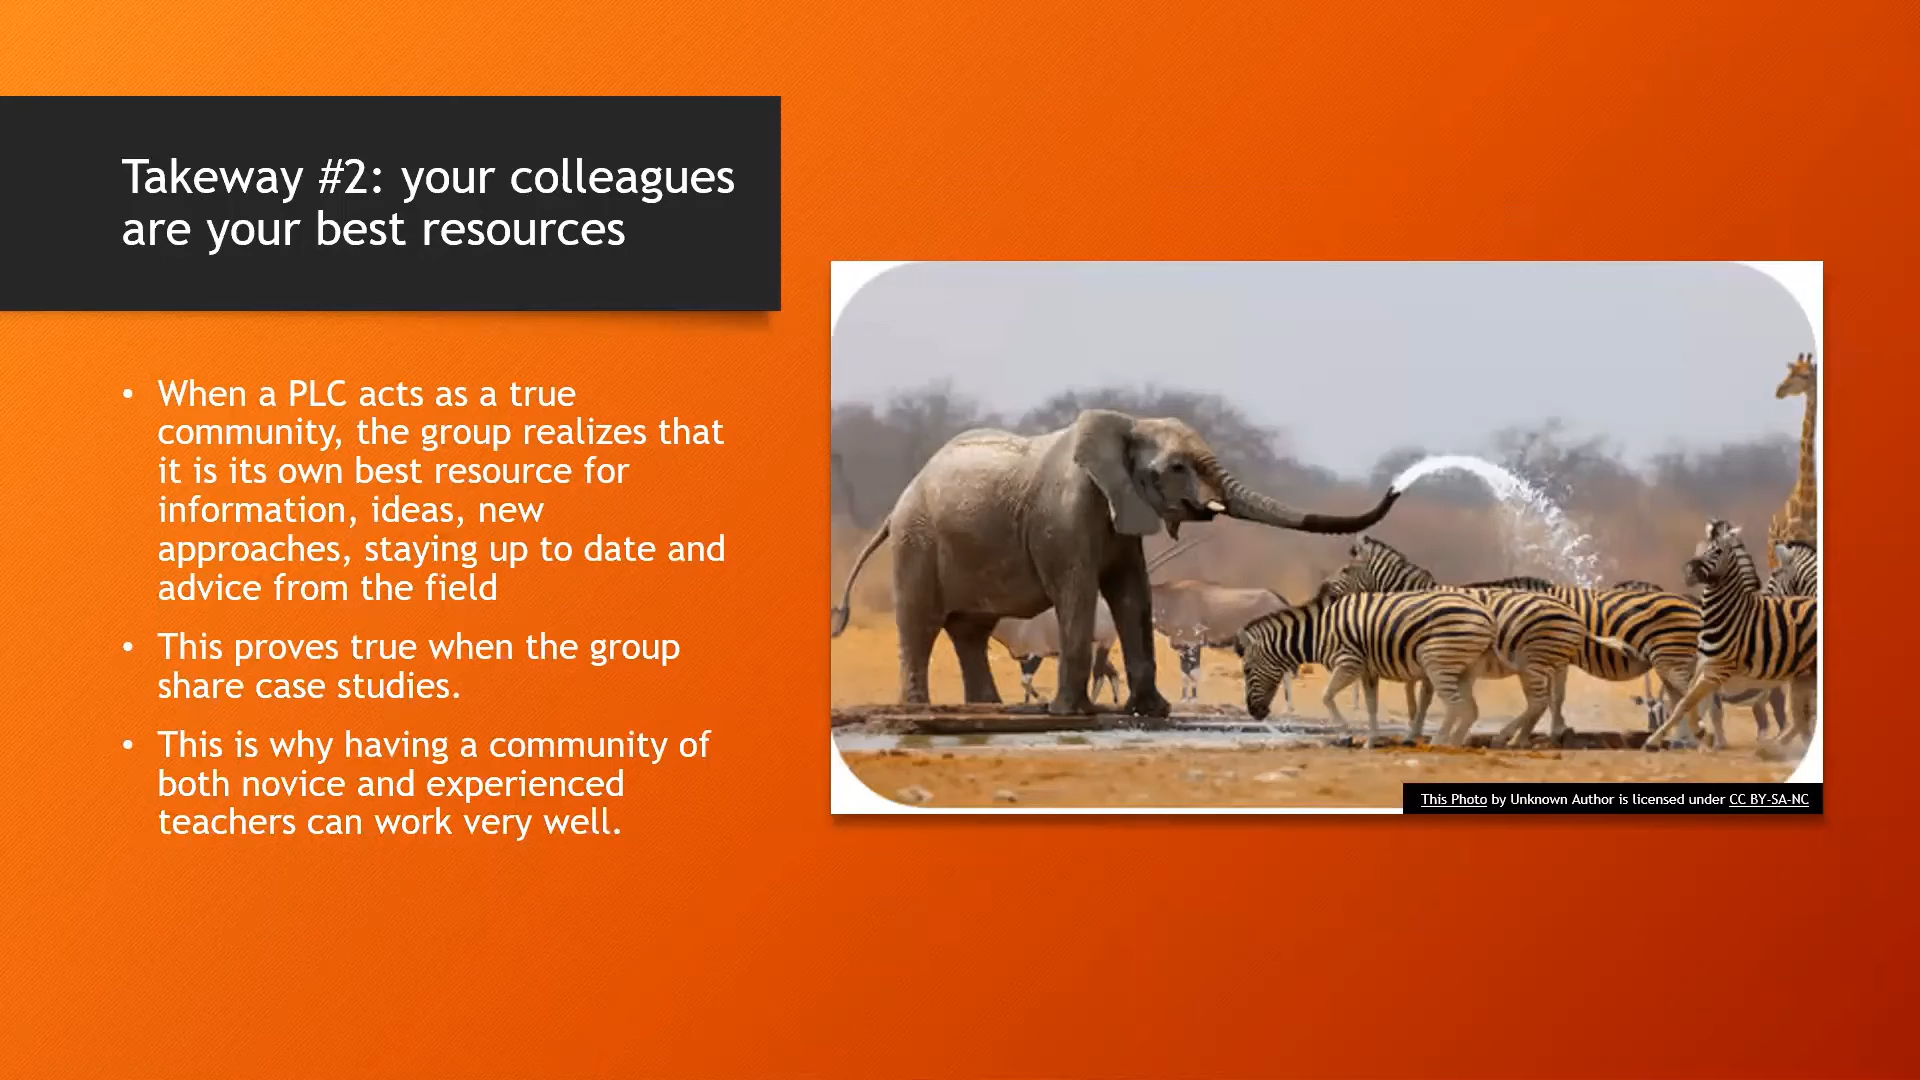 Takeway #2: your colleagues
are your best resources
• When a PLC acts as a true
community, the group realizes that
it is its own best resource for
information, ideas, new
approaches, staying up to date and
advice from the field
• This proves true when the group
share case studies.
• This is why having a community of
both novice and experienced
teachers can work very well.
This Photo by Unknown Author is licensed under CC BY-SA-NC